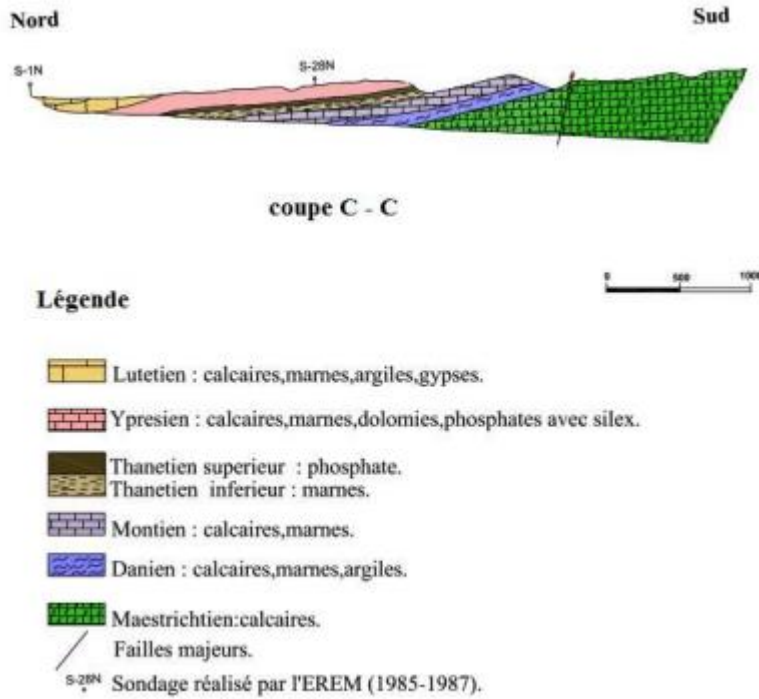 Nord
Sud
S-1N
S-28N
coupe C - C
0 500 1000
Légende
Lutetien : calcaires,marnes,argiles,gypses.
Ypresien : calcaires,marnes,dolomies,phosphates avec silex.
Thanetien superieur : phosphate.
Thanetien inferieur : marnes.
Montien : calcaires,marnes.
Danien : calcaires,marnes,argiles.
Maestrichtien:calcaires.
Failles majeurs.
S-28N Sondage réalisé par l'EREM (1985-1987).